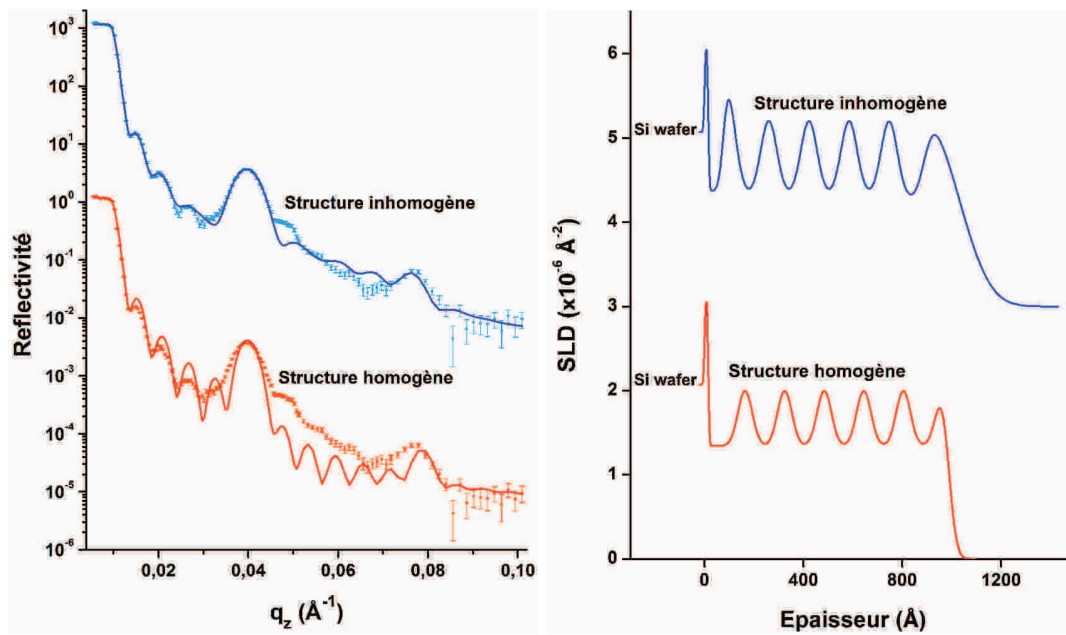 10³
10²
10¹
10⁰
10⁻¹
10⁻²
10⁻³
10⁻⁴
10⁻⁵
10⁻⁶
Reflectivité
Structure inhomogène
Structure homogène
0,02
0,04
0,06
0,08
0,10
q_z (Å⁻¹)
6
5
4
3
2
1
0
SLD (x10⁻⁶ Å⁻²)
Structure inhomogène
Si wafer
Structure homogène
Si wafer
0
400
800
1200
Epaisseur (Å)